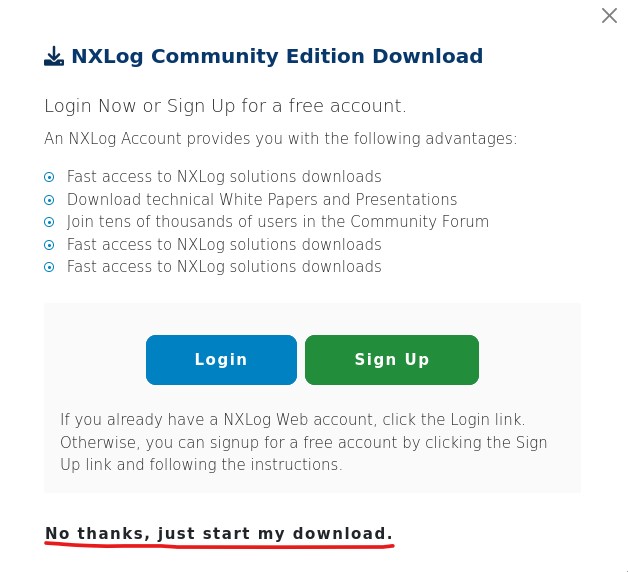 NXLog Community Edition Download
Login Now or Sign Up for a free account.
An NXLog Account provides you with the following advantages:
Fast access to NXLog solutions downloads
Download technical White Papers and Presentations
Join tens of thousands of users in the Community Forum
Fast access to NXLog solutions downloads
Fast access to NXLog solutions downloads
Login
Sign Up
If you already have a NXLog Web account, click the Login link.
Otherwise, you can signup for a free account by clicking the Sign
Up link and following the instructions.
No thanks, just start my download.